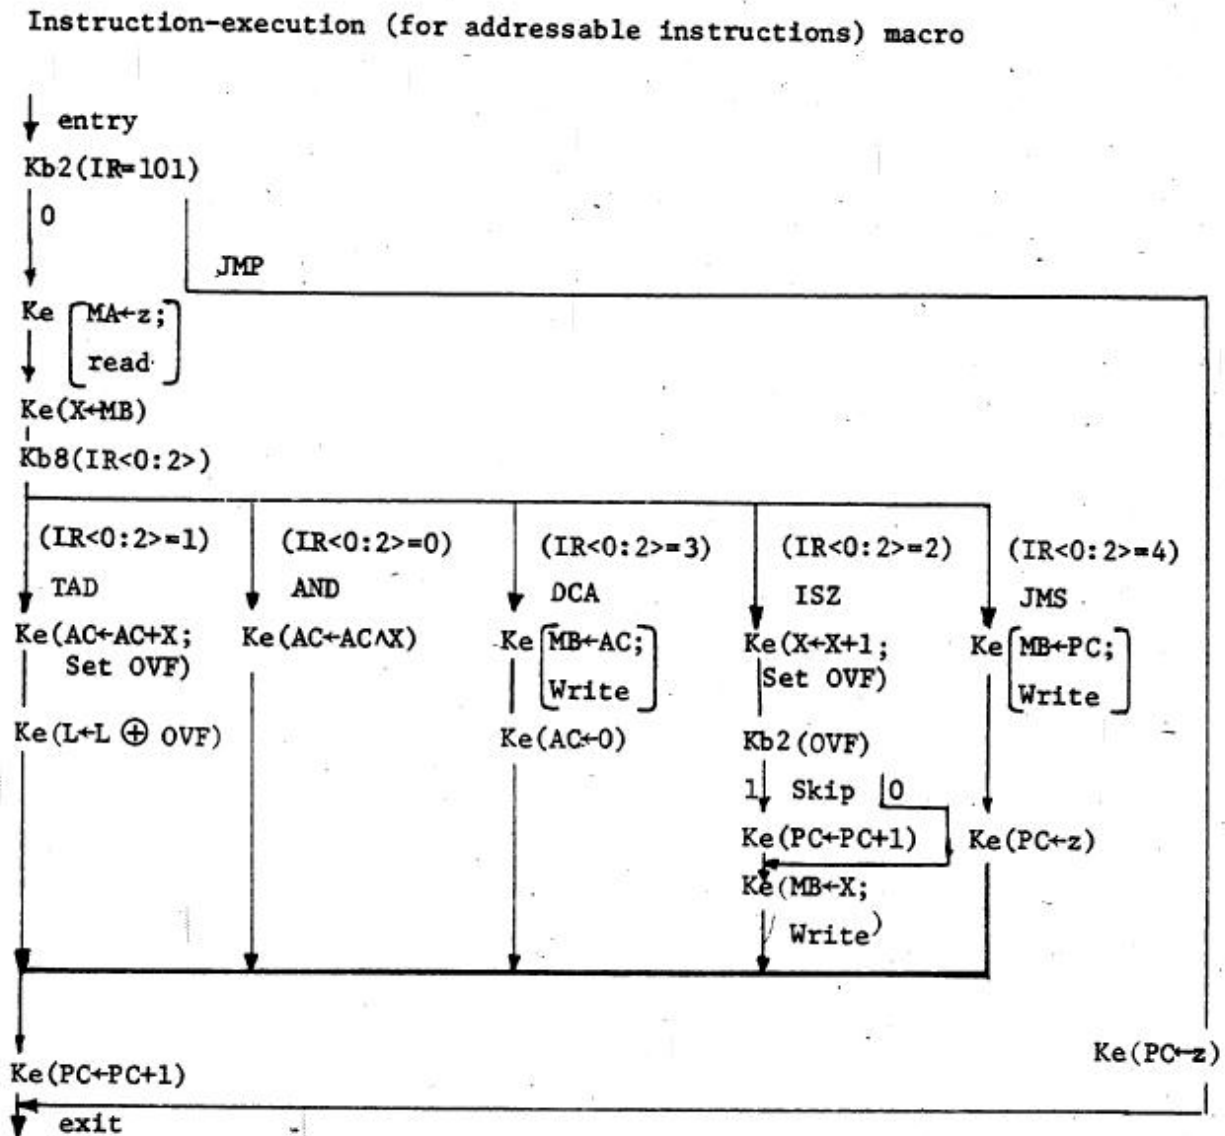 Instruction-execution (for addressable instructions) macro
entry
Kb2(IR=101)
0
JMP
Ke [MA←z;
read]
Ke(X←MB)
Kb8(IR<0:2>)
(IR<0:2>=1) (IR<0:2>=0) (IR<0:2>=3) (IR<0:2>=2) (IR<0:2>=4)
TAD AND DCA ISZ JMS
Ke(AC←AC+X; Ke(AC←AC∧X) Ke [MB←AC; Ke(X←X+1; Ke [MB←PC;
Set OVF) Write] Set OVF) Write]
Ke(L←L ⊕ OVF) Ke(AC←0) Kb2(OVF)
1 Skip 0
Ke(PC←PC+1) Ke(PC←z)
Ke(MB←X;
Write)
Ke(PC←z)
Ke(PC←PC+1)
exit